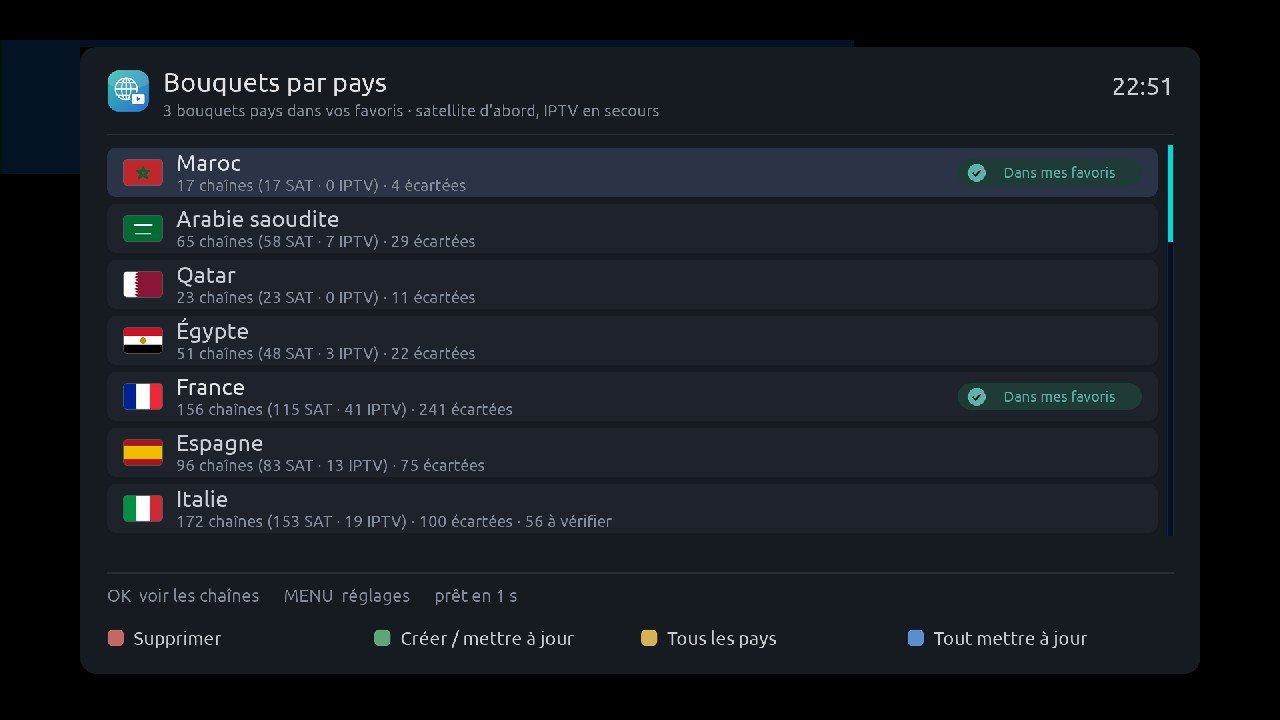 Bouquets par pays
22:51
3 bouquets pays dans vos favoris · satellite d'abord, IPTV en secours
Maroc
17 chaînes (17 SAT · 0 IPTV) · 4 écartées
Dans mes favoris
Arabie saoudite
65 chaînes (58 SAT · 7 IPTV) · 29 écartées
Qatar
23 chaînes (23 SAT · 0 IPTV) · 11 écartées
Égypte
51 chaînes (48 SAT · 3 IPTV) · 22 écartées
France
156 chaînes (115 SAT · 41 IPTV) · 241 écartées
Dans mes favoris
Espagne
96 chaînes (83 SAT · 13 IPTV) · 75 écartées
Italie
172 chaînes (153 SAT · 19 IPTV) · 100 écartées · 56 à vérifier
OK voir les chaînes MENU réglages prêt en 1 s
Supprimer Créer / mettre à jour Tous les pays Tout mettre à jour